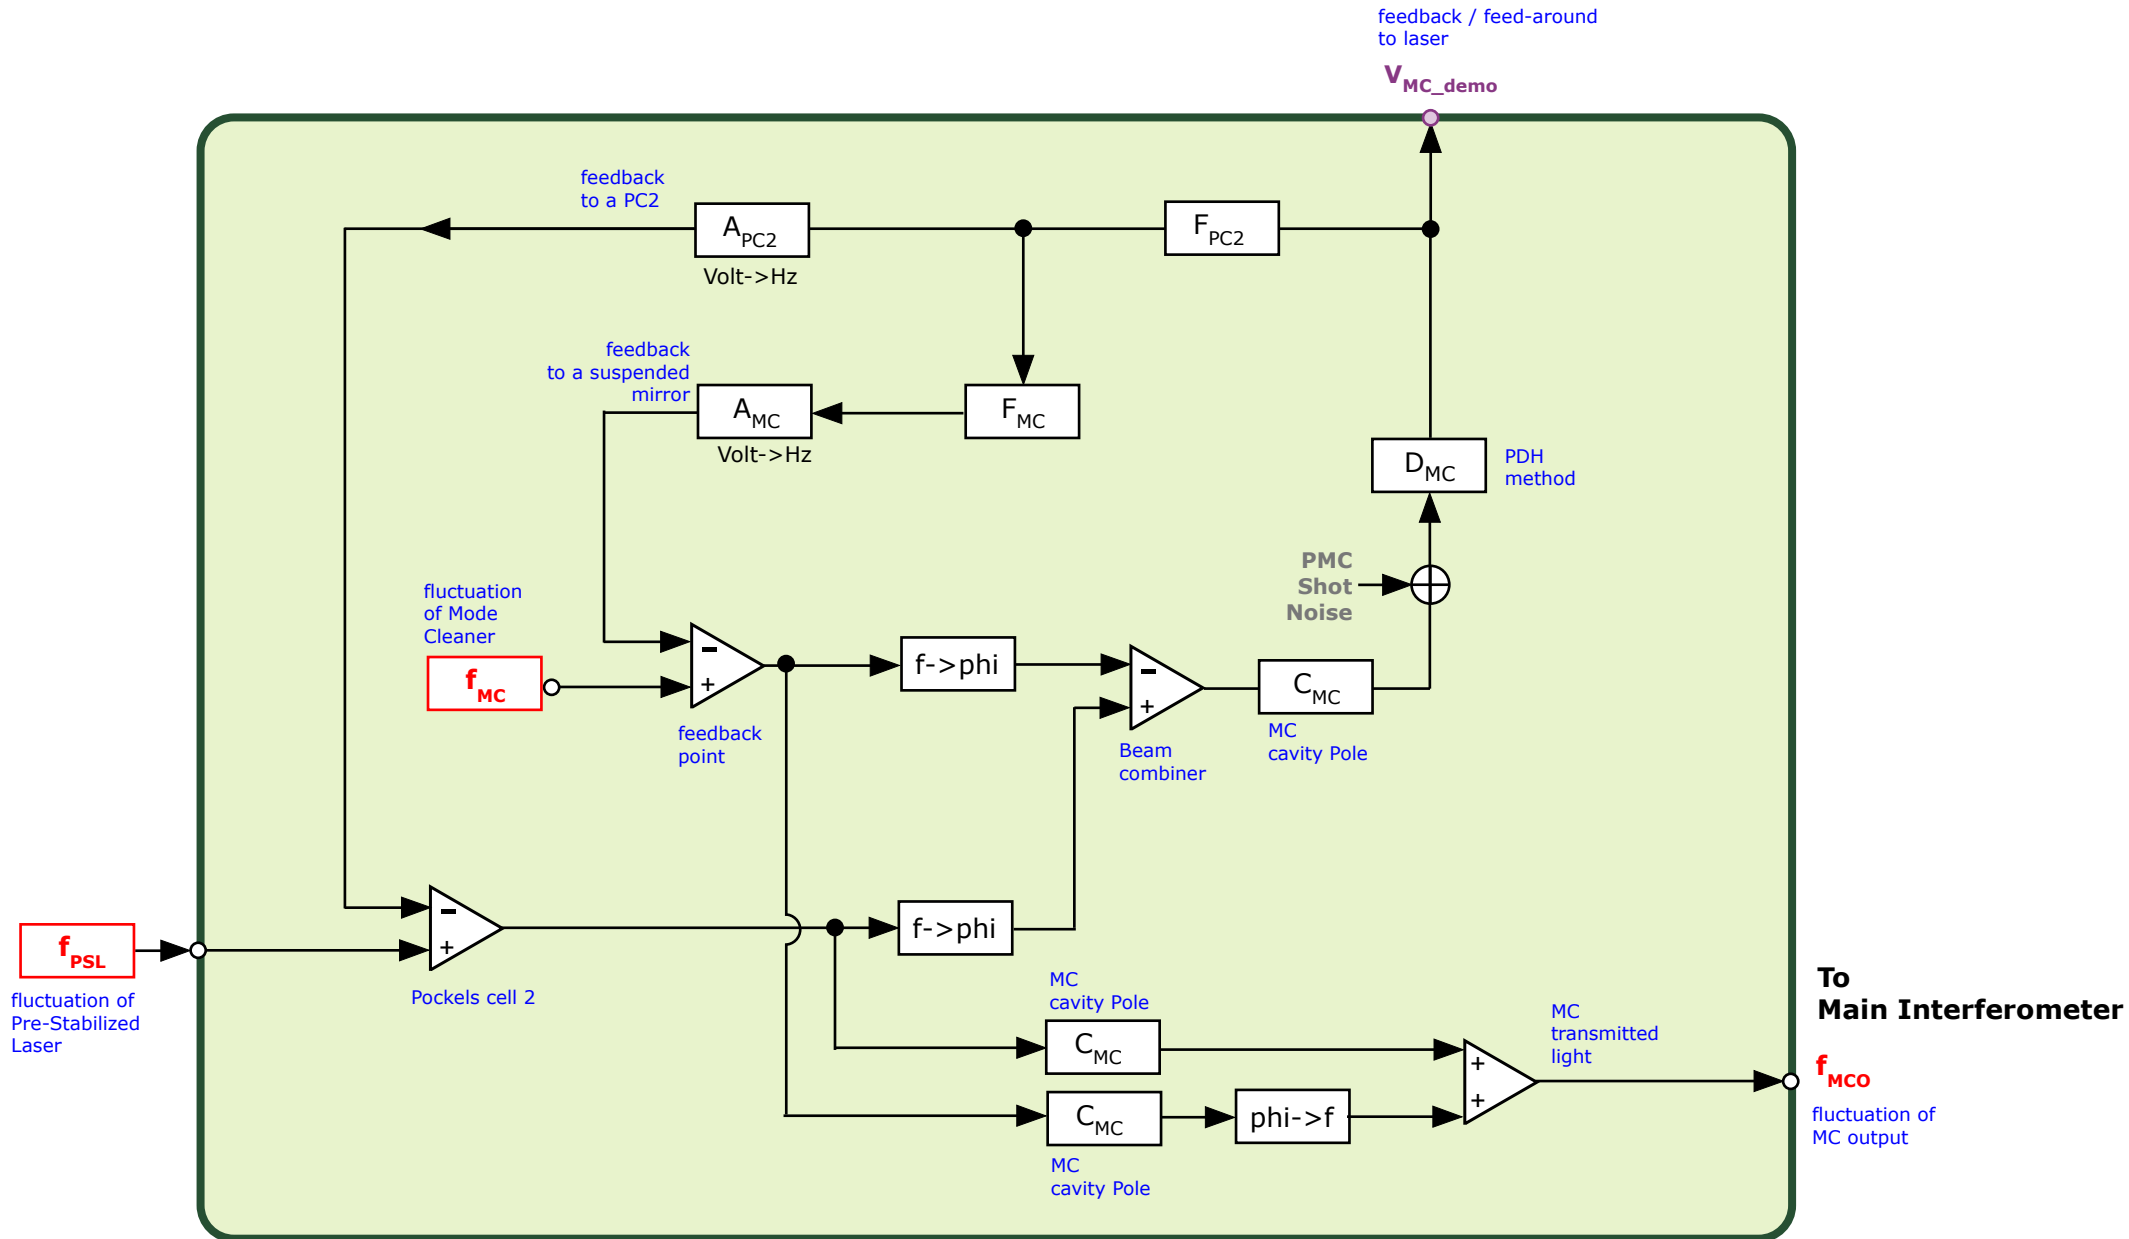 feedback / feed-around
to laser
VMC_demo
feedback
to a PC2
APC2
FPC2
Volt->Hz
feedback
to a suspended
mirror
AMC
FMC
Volt->Hz
DMC
PDH
method
PMC
Shot
Noise
fluctuation
of Mode
Cleaner
fMC
-
+
feedback
point
f->phi
-
+
Beam
combiner
CMC
MC
cavity Pole
fPSL
fluctuation of
Pre-Stabilized
Laser
-
+
Pockels cell 2
f->phi
MC
cavity Pole
CMC
CMC
MC
cavity Pole
phi->f
+
+
MC
transmitted
light
To
Main Interferometer
fMCO
fluctuation of
MC output